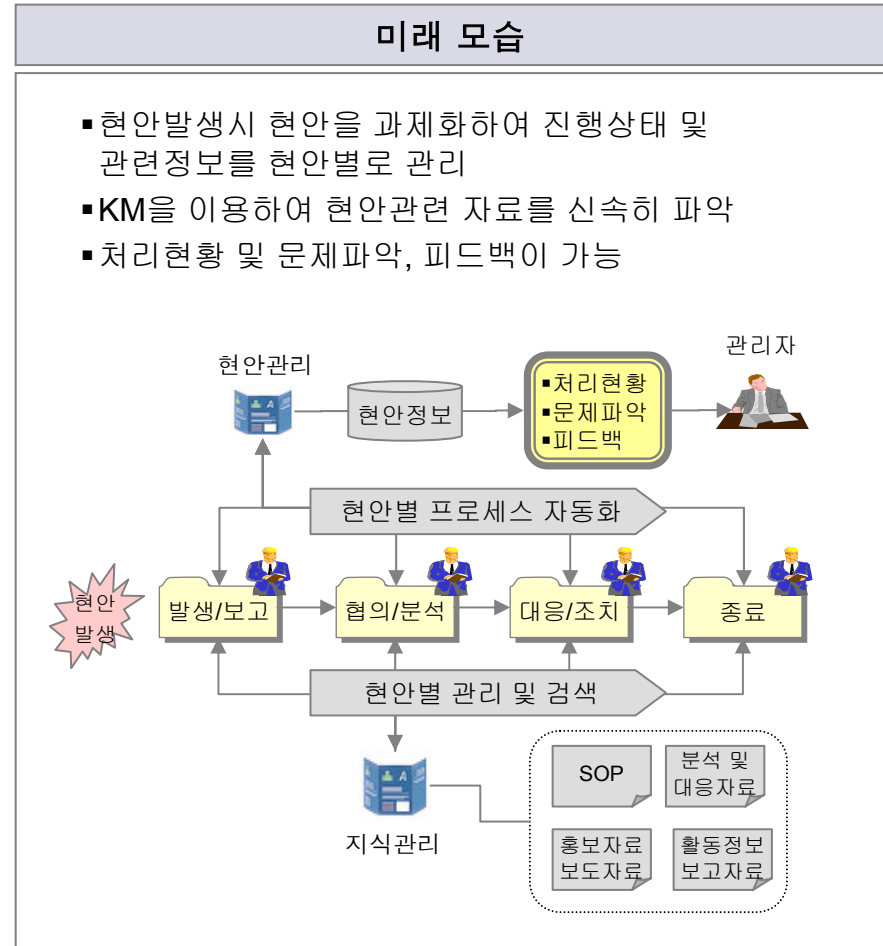 미래 모습
▪현안발생시 현안을 과제화하여 진행상태 및
관련정보를 현안별로 관리
▪KM을 이용하여 현안관련 자료를 신속히 파악
▪처리현황 및 문제파악, 피드백이 가능
관리자
현안관리
현안정보
▪처리현황
▪문제파악
▪피드백
현안별 프로세스 자동화
현안
발생
발생/보고
협의/분석
대응/조치
종료
현안별 관리 및 검색
지식관리
SOP
분석 및
대응자료
홍보자료
보도자료
활동정보
보고자료